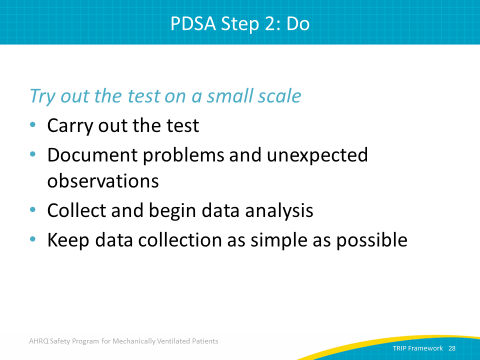 PDSA Step 2: Do
Try out the test on a small scale
• Carry out the test
• Document problems and unexpected
observations
• Collect and begin data analysis
• Keep data collection as simple as possible
AHRQ Safety Program for Mechanically Ventilated Patients
TRIP Framework 28